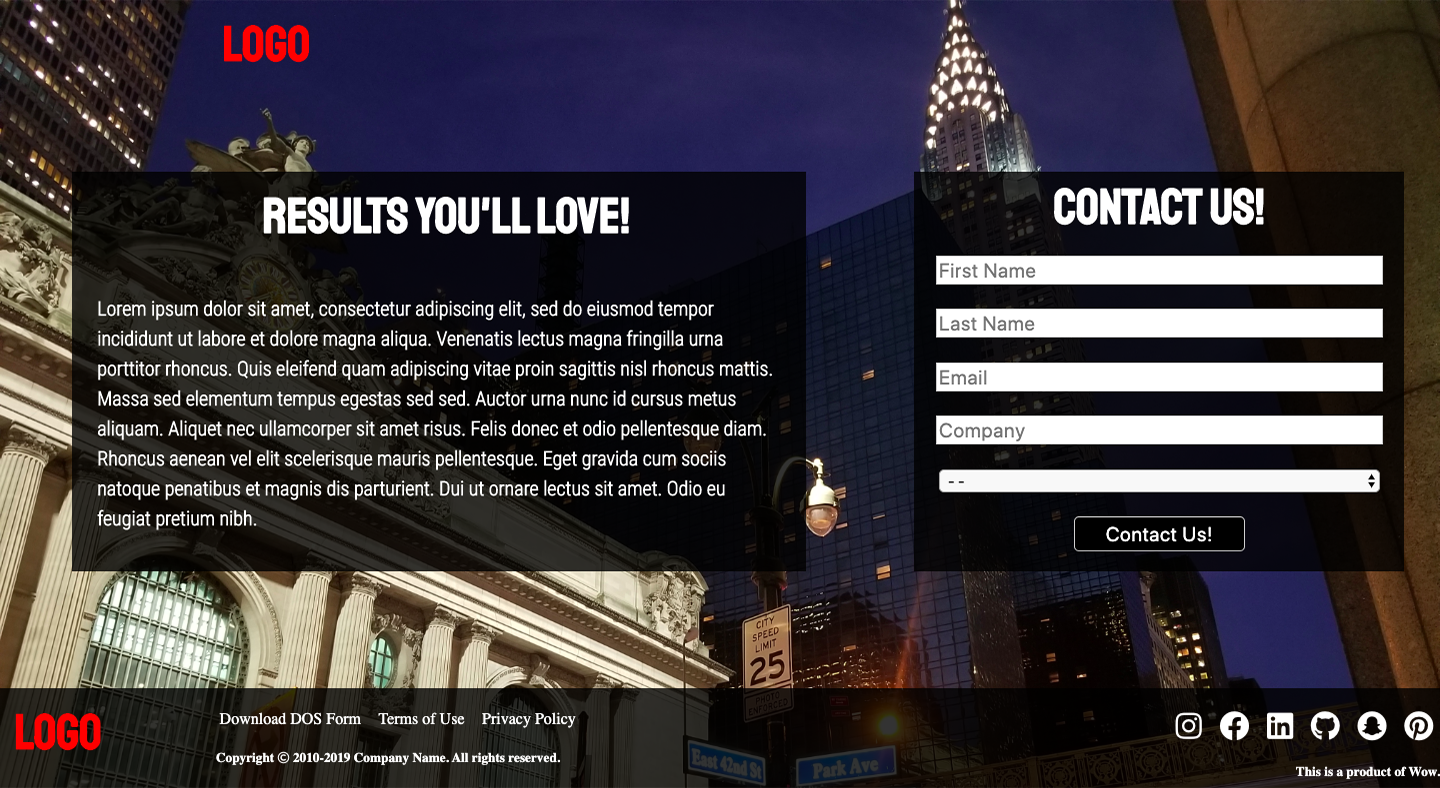 LOGO
RESULTS YOU'LL LOVE!
Lorem ipsum dolor sit amet, consectetur adipiscing elit, sed do eiusmod tempor
incididunt ut labore et dolore magna aliqua. Venenatis lectus magna fringilla urna
porttitor rhoncus. Quis eleifend quam adipiscing vitae proin sagittis nisl rhoncus mattis.
Massa sed elementum tempus egestas sed sed. Auctor urna nunc id cursus metus
aliquam. Aliquet nec ullamcorper sit amet risus. Felis donec et odio pellentesque diam.
Rhoncus aenean vel elit scelerisque mauris pellentesque. Eget gravida cum sociis
natoque penatibus et magnis dis parturient. Dui ut ornare lectus sit amet. Odio eu
feugiat pretium nibh.
CONTACT US!
First Name
Last Name
Email
Company
- -
Contact Us!
CITY
SPEED
LIMIT
25
East 42nd St
Park Ave
LOGO
Download DOS Form Terms of Use Privacy Policy
Copyright © 2010-2019 Company Name. All rights reserved.
This is a product of Wow.